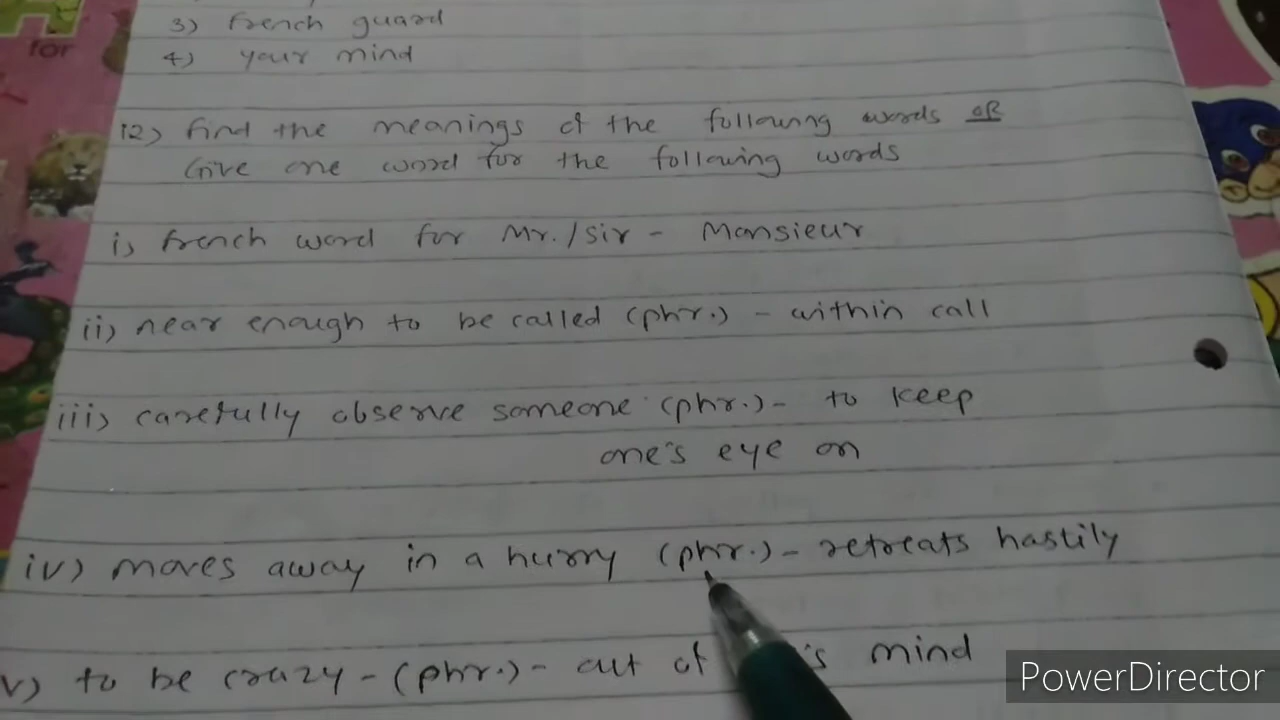 for
3) french guard
4) your mind
12) find the meanings of the following words OR
Give one word for the following words
i) french word for Mr./sir - Monsieur
ii) near enough to be called (phr.) - within call
iii) carefully observe someone (phr.) - to keep
one's eye on
iv) moves away in a hurry (phr.) - retreats hastily
v) to be crazy - (phr.) - out of 's mind
PowerDirector